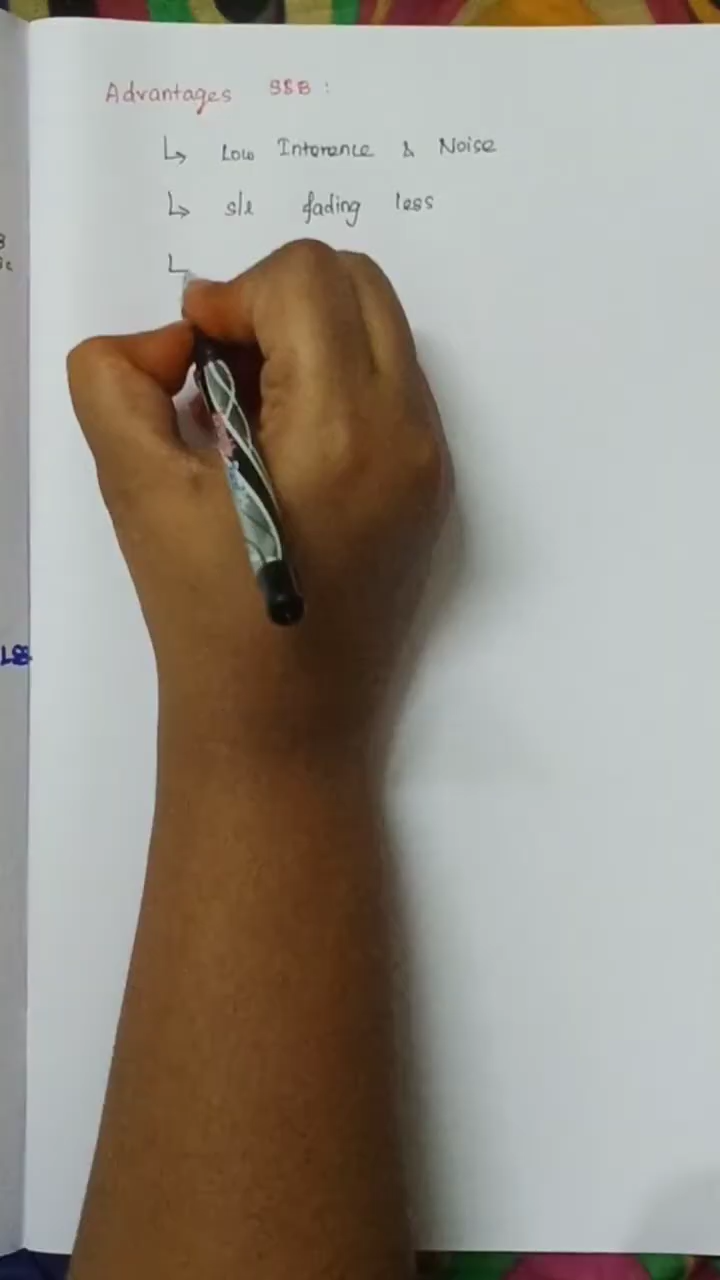 Advantages SSB :
↳ Low Interence & Noise
↳ s/l fading less